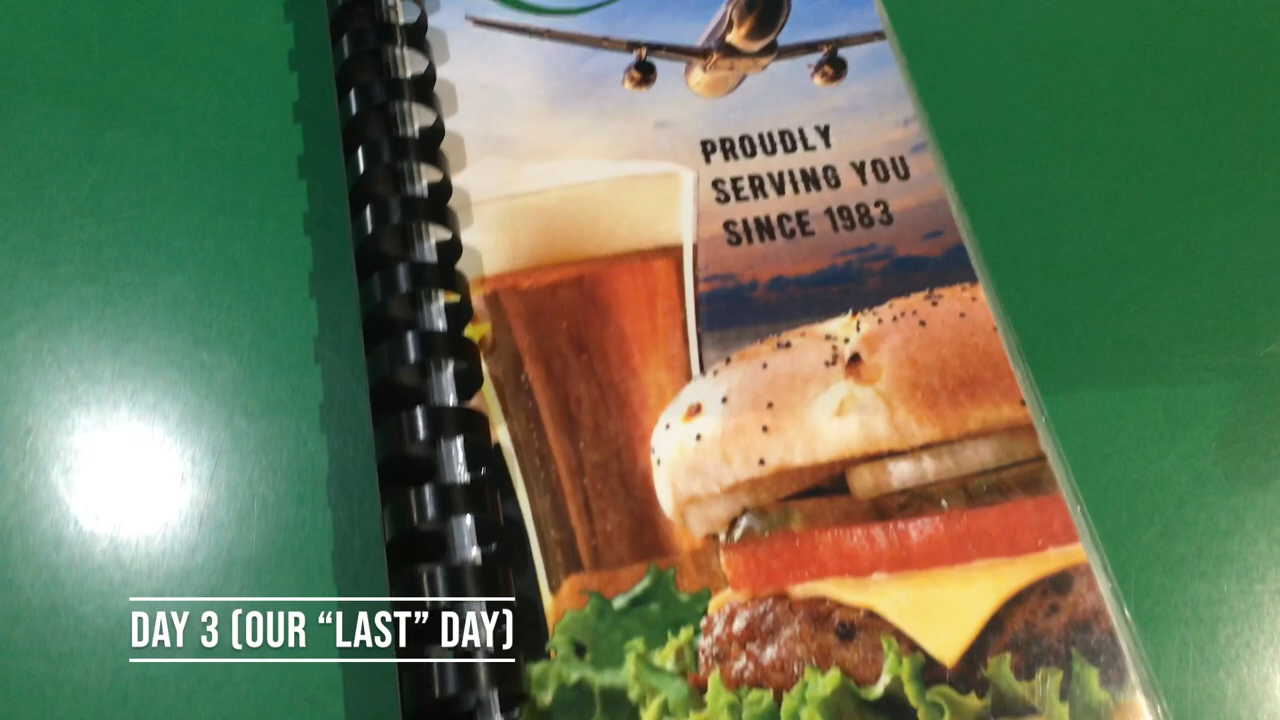 PROUDLY
SERVING YOU
SINCE 1983
DAY 3 (OUR “LAST” DAY)